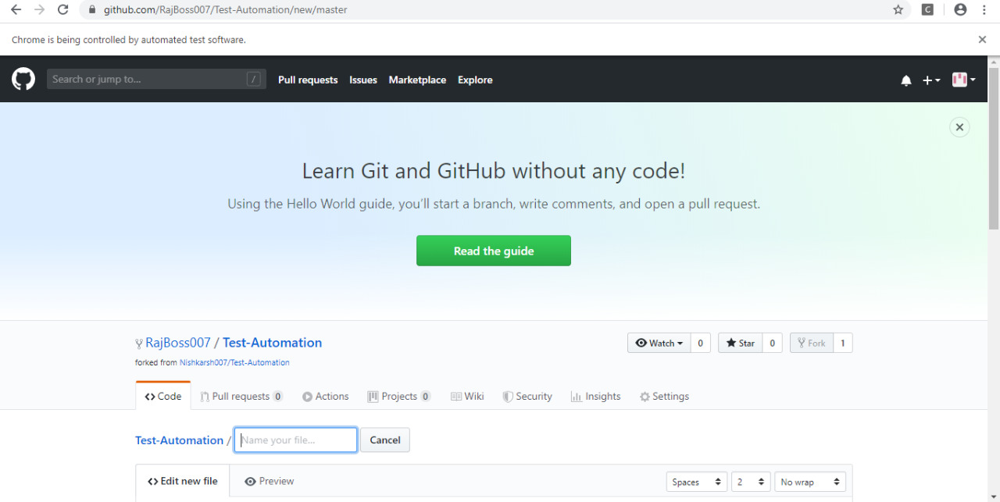 github.com/RajBoss007/Test-Automation/new/master
C
Chrome is being controlled by automated test software.
Search or jump to... /
Pull requests Issues Marketplace Explore
Learn Git and GitHub without any code!
Using the Hello World guide, you’ll start a branch, write comments, and open a pull request.
Read the guide
RajBoss007 / Test-Automation
Watch 0 Star 0 Fork 1
forked from Nishkarsh007/Test-Automation
Code Pull requests 0 Actions Projects 0 Wiki Security Insights Settings
Test-Automation / Name your file... Cancel
Edit new file Preview Spaces 2 No wrap